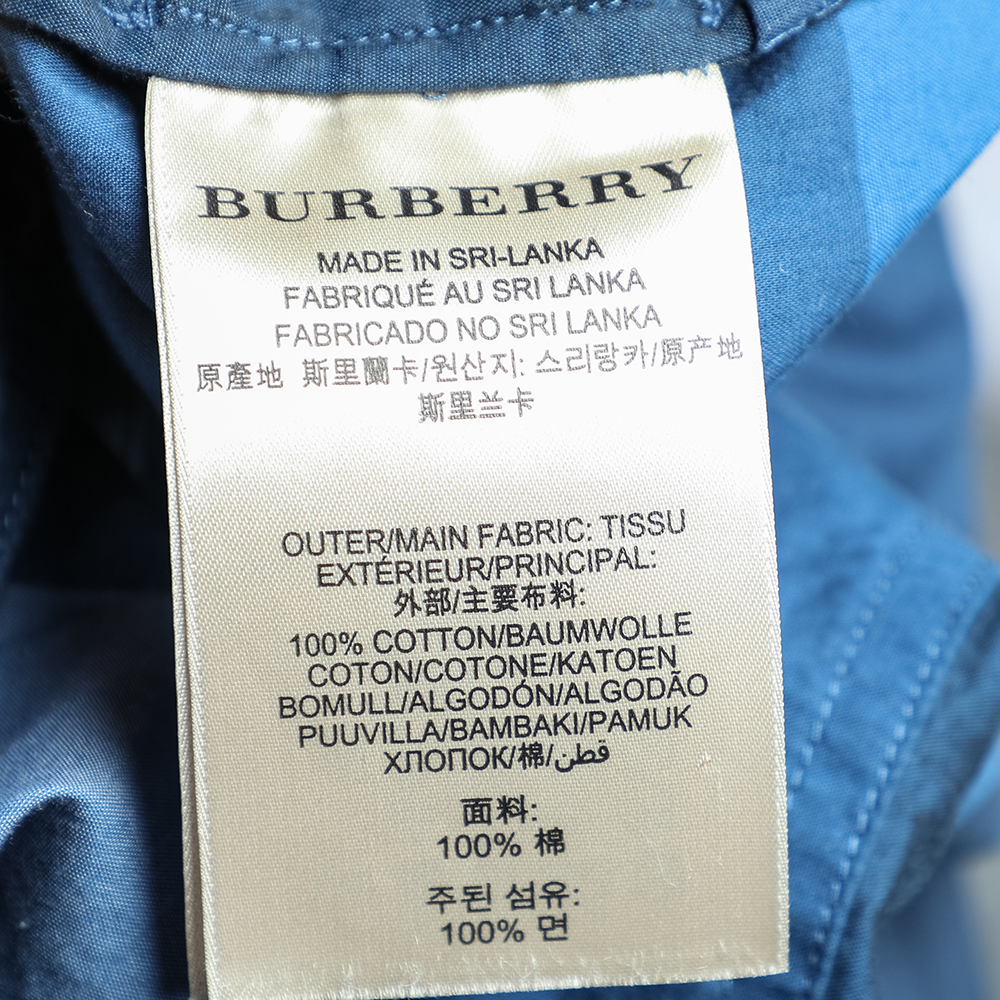 BURBERRY
MADE IN SRI-LANKA
FABRIQUÉ AU SRI LANKA
FABRICADO NO SRI LANKA
原產地 斯里蘭卡/원산지: 스리랑카/原产地
斯里兰卡
OUTER/MAIN FABRIC: TISSU
EXTÉRIEUR/PRINCIPAL:
外部/主要布料:
100% COTTON/BAUMWOLLE
COTON/COTONE/KATOEN
BOMULL/ALGODÓN/ALGODÃO
PUUVILLA/BAMBAKI/PAMUK
ХЛОПОК/棉/قطن
面料:
100% 棉
주된 섬유:
100% 면